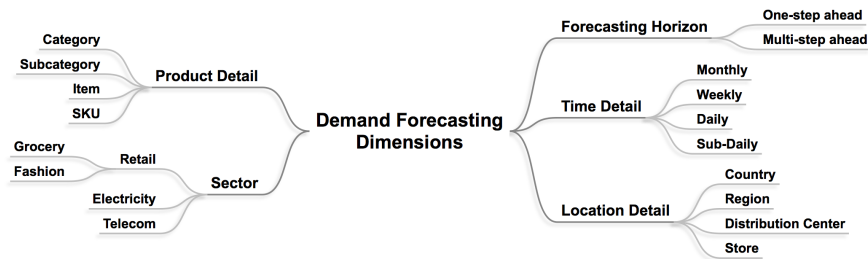 Demand Forecasting
Dimensions
Product Detail
Category
Subcategory
Item
SKU
Sector
Retail
Grocery
Fashion
Electricity
Telecom
Forecasting Horizon
One-step ahead
Multi-step ahead
Time Detail
Monthly
Weekly
Daily
Sub-Daily
Location Detail
Country
Region
Distribution Center
Store